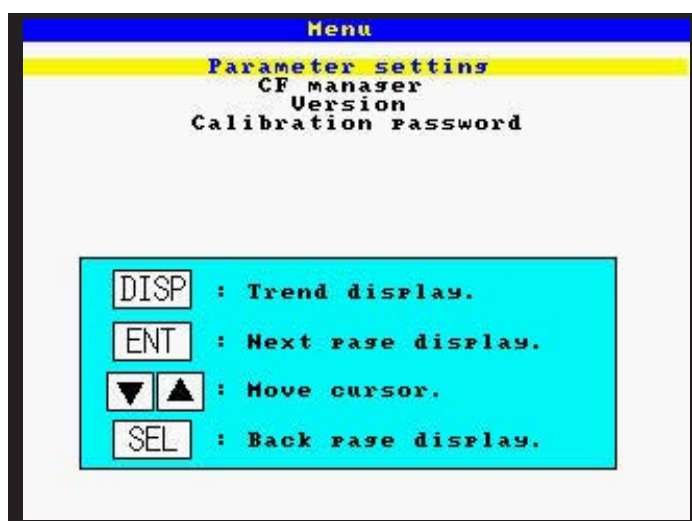 Menu
Parameter setting
CF manager
Version
Calibration password
DISP : Trend display.
ENT : Next page display.
▼ ▲ : Move cursor.
SEL : Back page display.